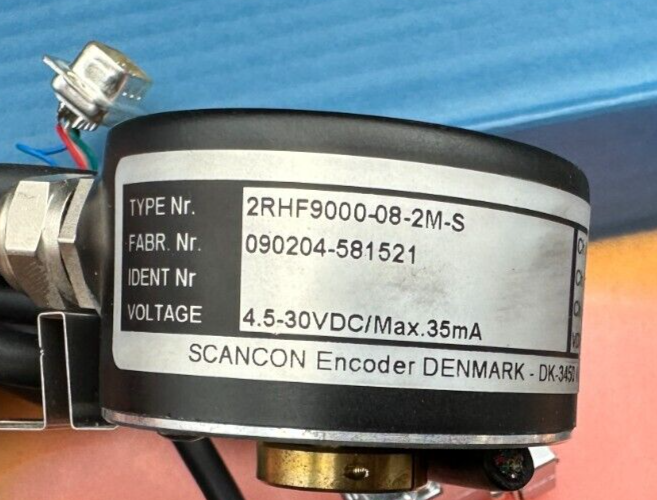 TYPE Nr. 2RHF9000-08-2M-S
FABR. Nr. 090204-581521
IDENT Nr
VOLTAGE 4.5-30VDC/Max.35mA
SCANCON Encoder DENMARK - DK-3450